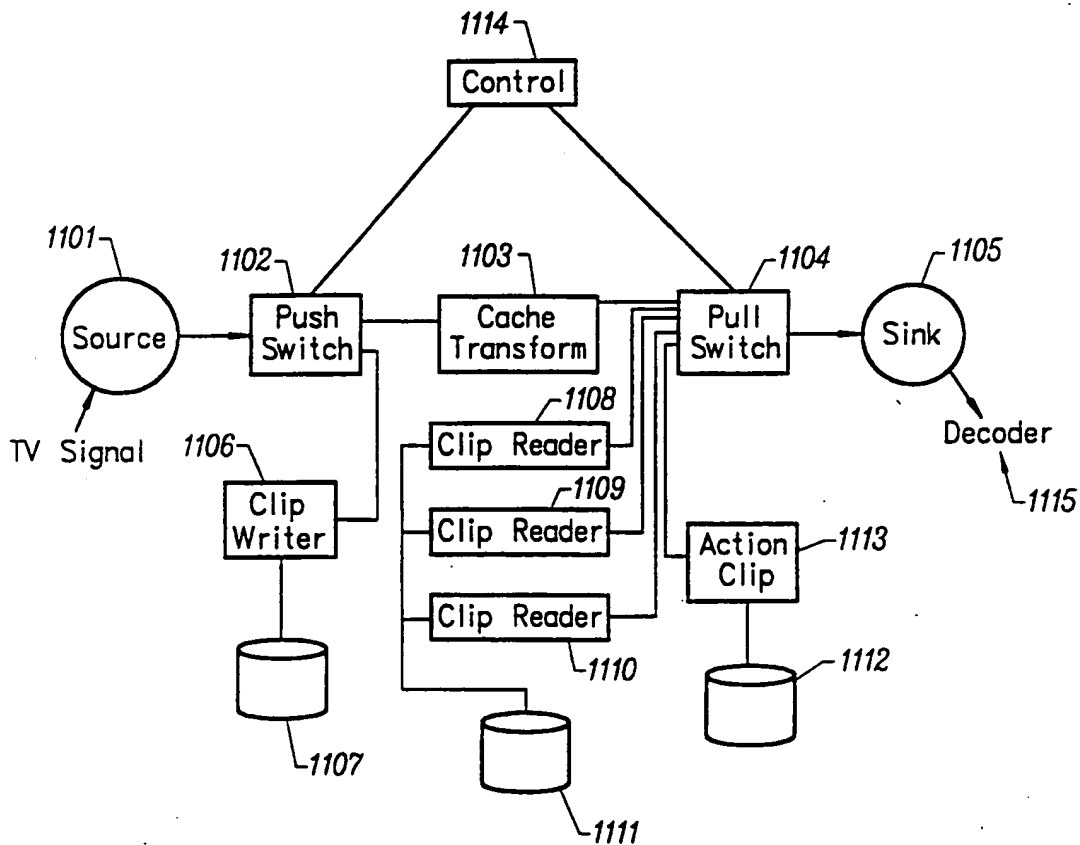 1114
Control
1101
1102
1103
1104
1105
Source
Push
Switch
Cache
Transform
Pull
Switch
Sink
TV Signal
1106
Clip
Writer
1108
Clip Reader
1109
Clip Reader
Clip Reader
1110
Decoder
1115
Action
Clip
1113
1112
1107
1111